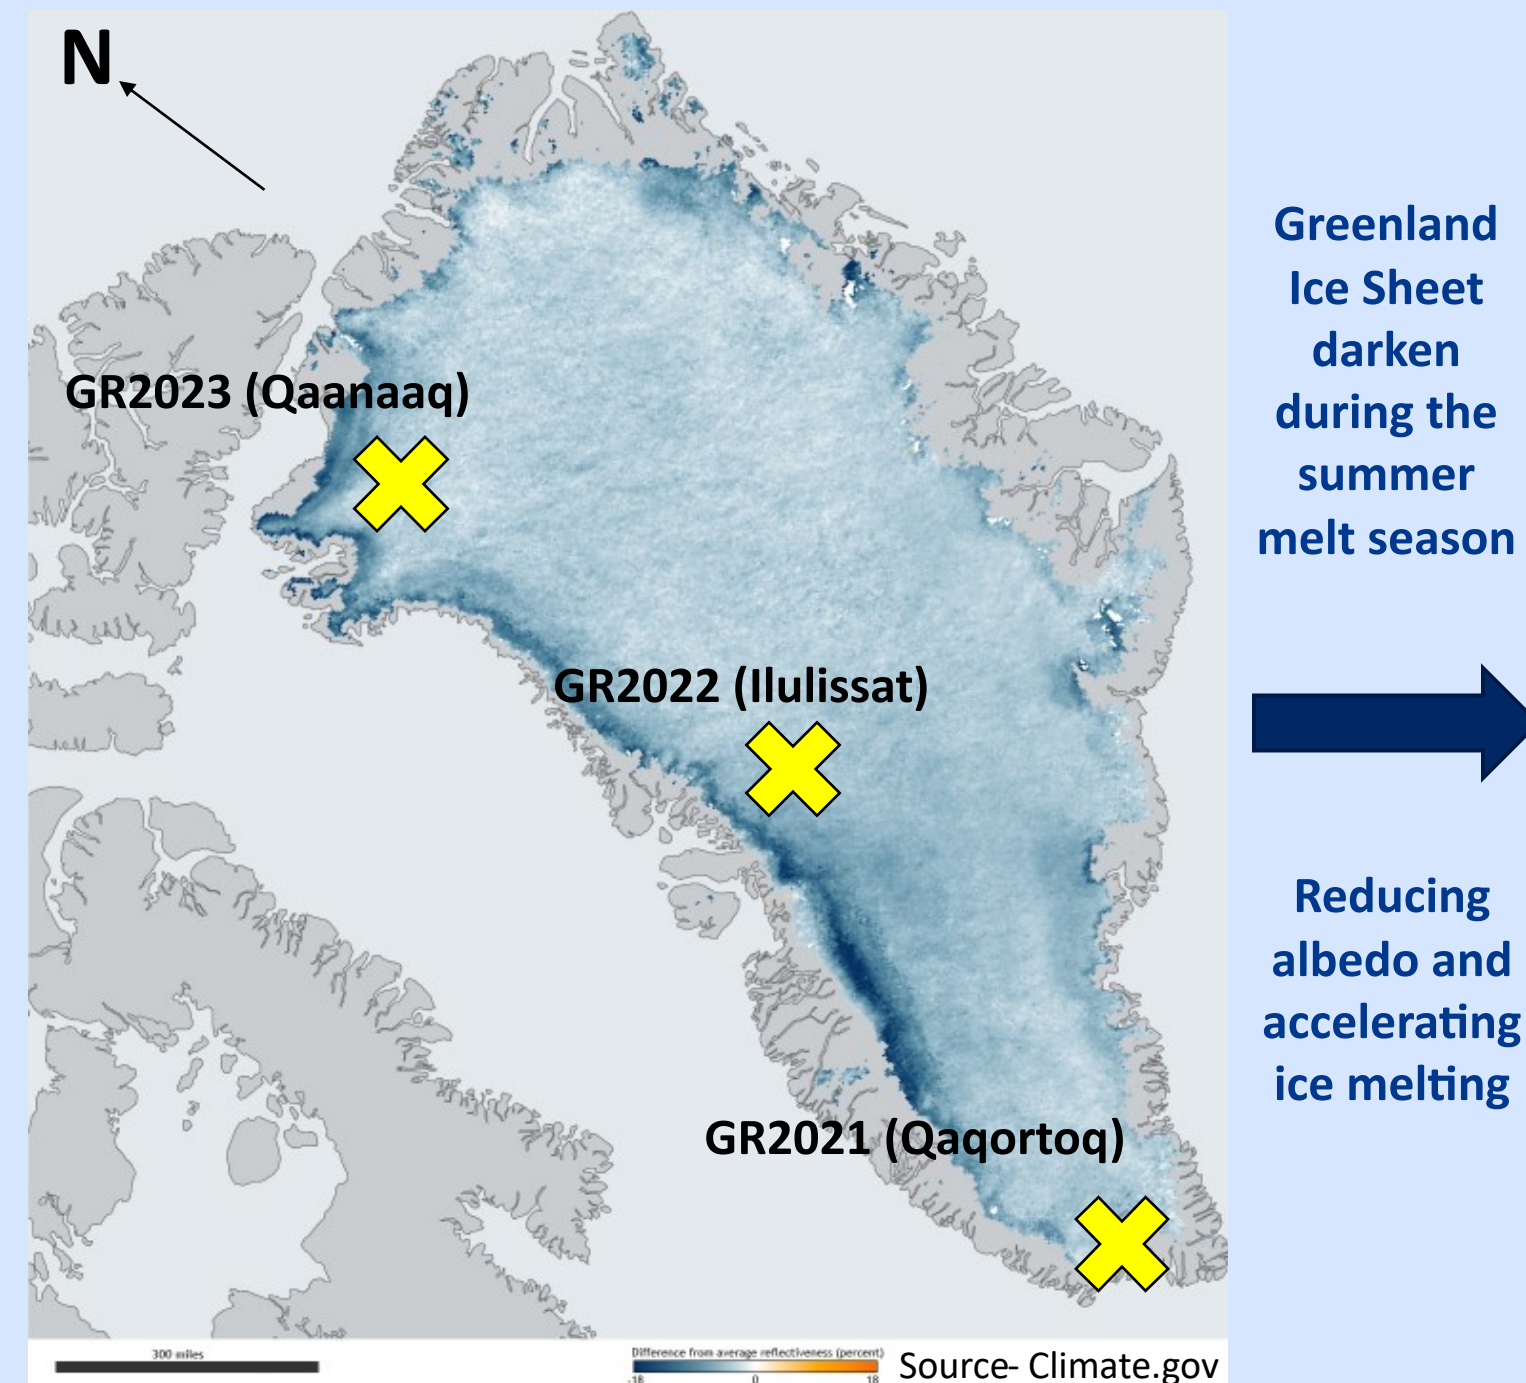 N
GR2023 (Qaanaaq)
GR2022 (Ilulissat)
GR2021 (Qaqortoq)
300 miles
Difference from average reflectiveness (percent)
-18 0 18
Source- Climate.gov
Greenland
Ice Sheet
darken
during the
summer
melt season
Reducing
albedo and
accelerating
ice melting